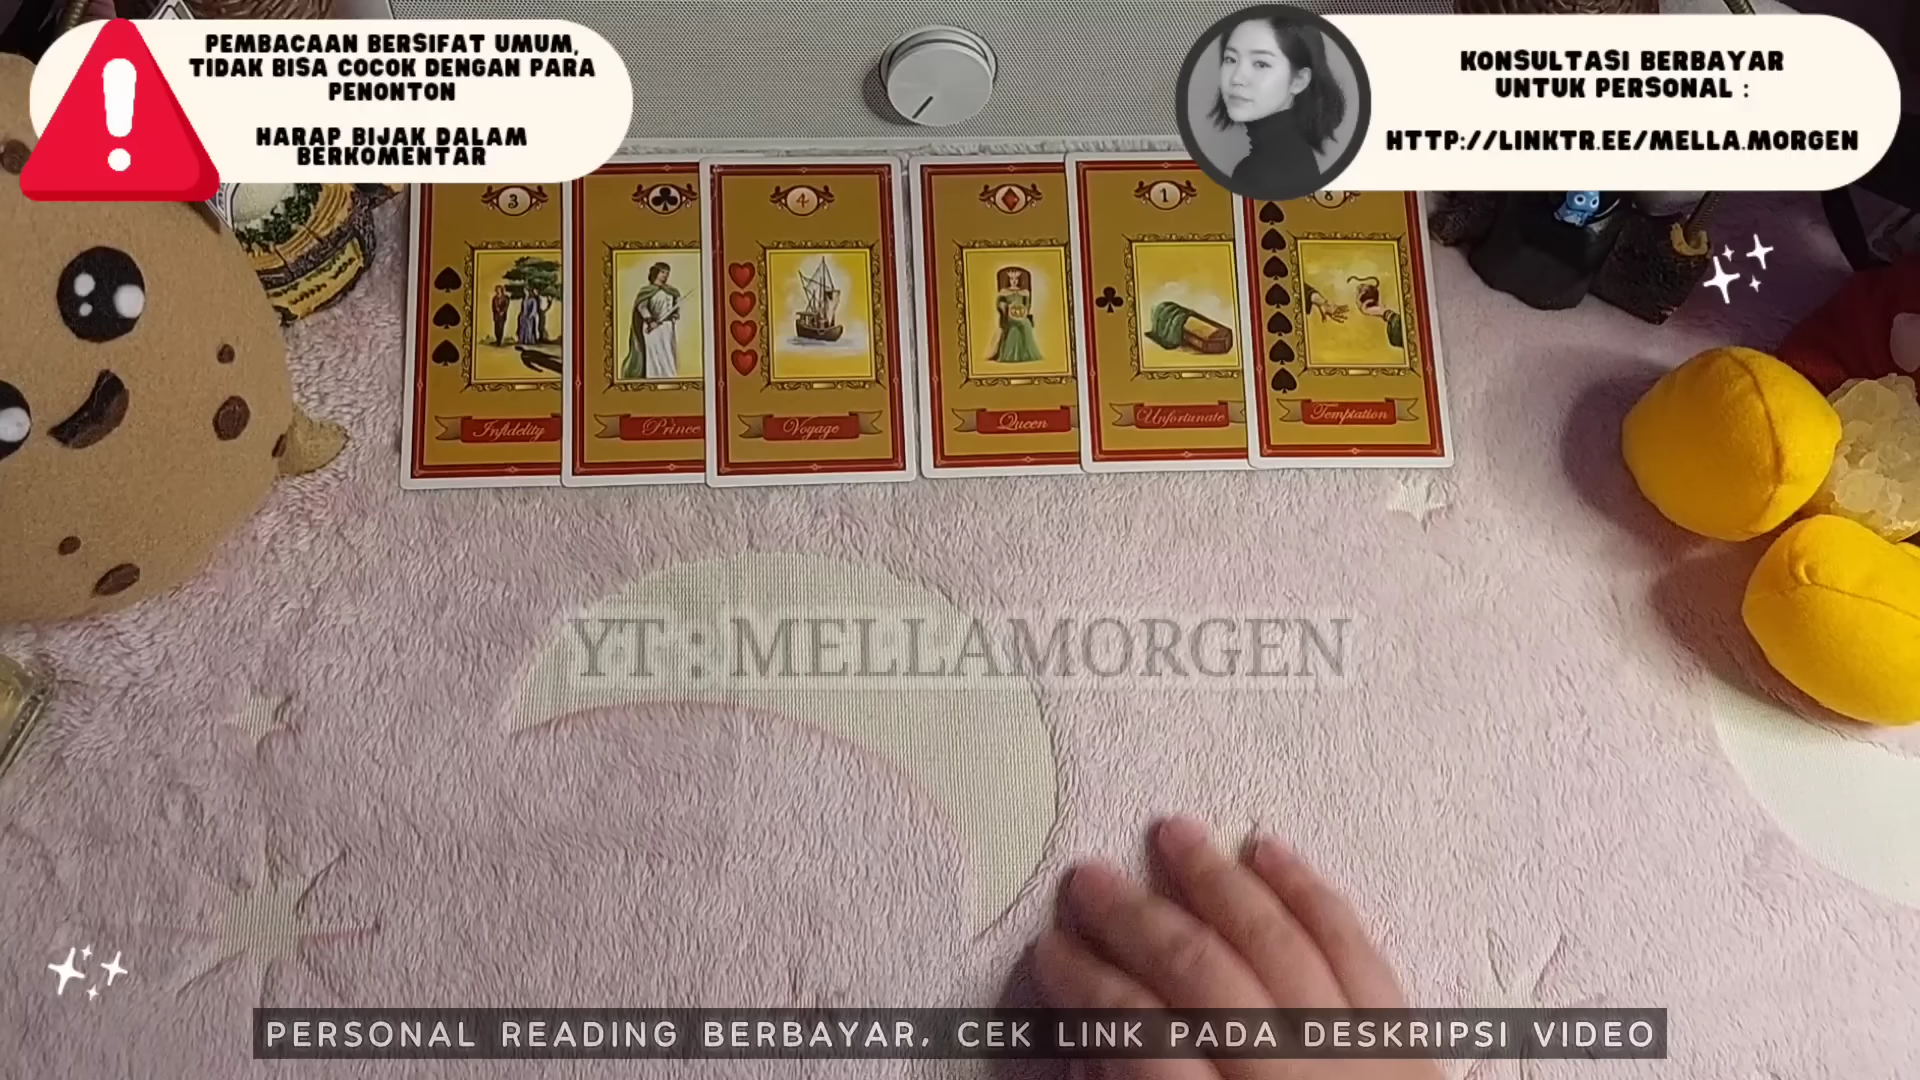 PEMBACAAN BERSIFAT UMUM,
TIDAK BISA COCOK DENGAN PARA
PENONTON
HARAP BIJAK DALAM
BERKOMENTAR
KONSULTASI BERBAYAR
UNTUK PERSONAL :
HTTP://LINKTR.EE/MELLA.MORGEN
3
4
1
8
Infidelity
Prince
Voyage
Queen
Unfortunate
Temptation
YT : MELLAMORGEN
PERSONAL READING BERBAYAR, CEK LINK PADA DESKRIPSI VIDEO